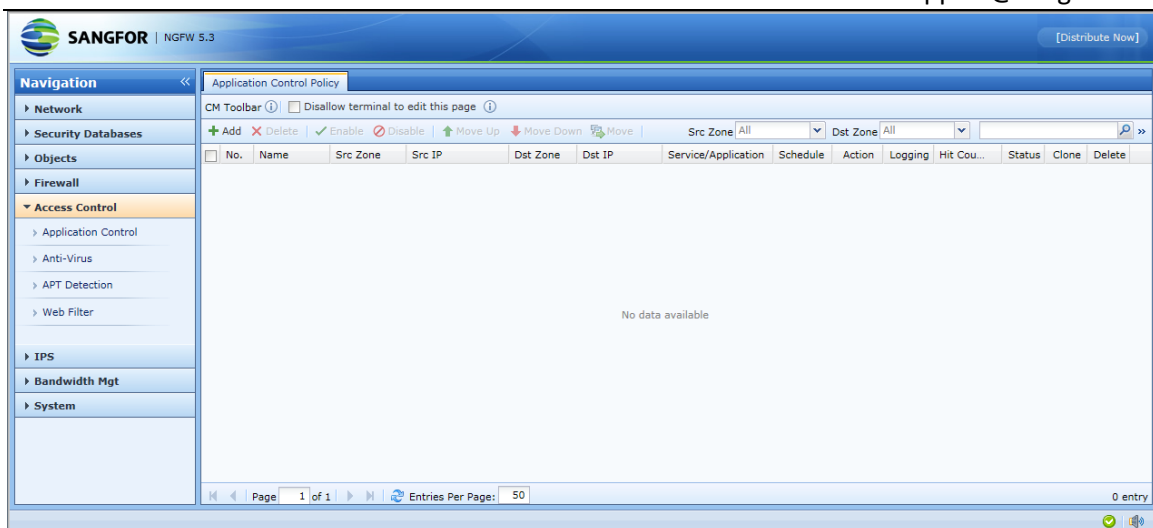 SANGFOR | NGFW 5.3
[Distribute Now]
Navigation «
Application Control Policy
Network
CM Toolbar Disallow terminal to edit this page
Security Databases
Add Delete Enable Disable Move Up Move Down Move Src Zone All Dst Zone All »
Objects
No. Name Src Zone Src IP Dst Zone Dst IP Service/Application Schedule Action Logging Hit Cou... Status Clone Delete
Firewall
Access Control
Application Control
Anti-Virus
APT Detection
Web Filter
No data available
IPS
Bandwidth Mgt
System
Page 1 of 1 Entries Per Page: 50 0 entry